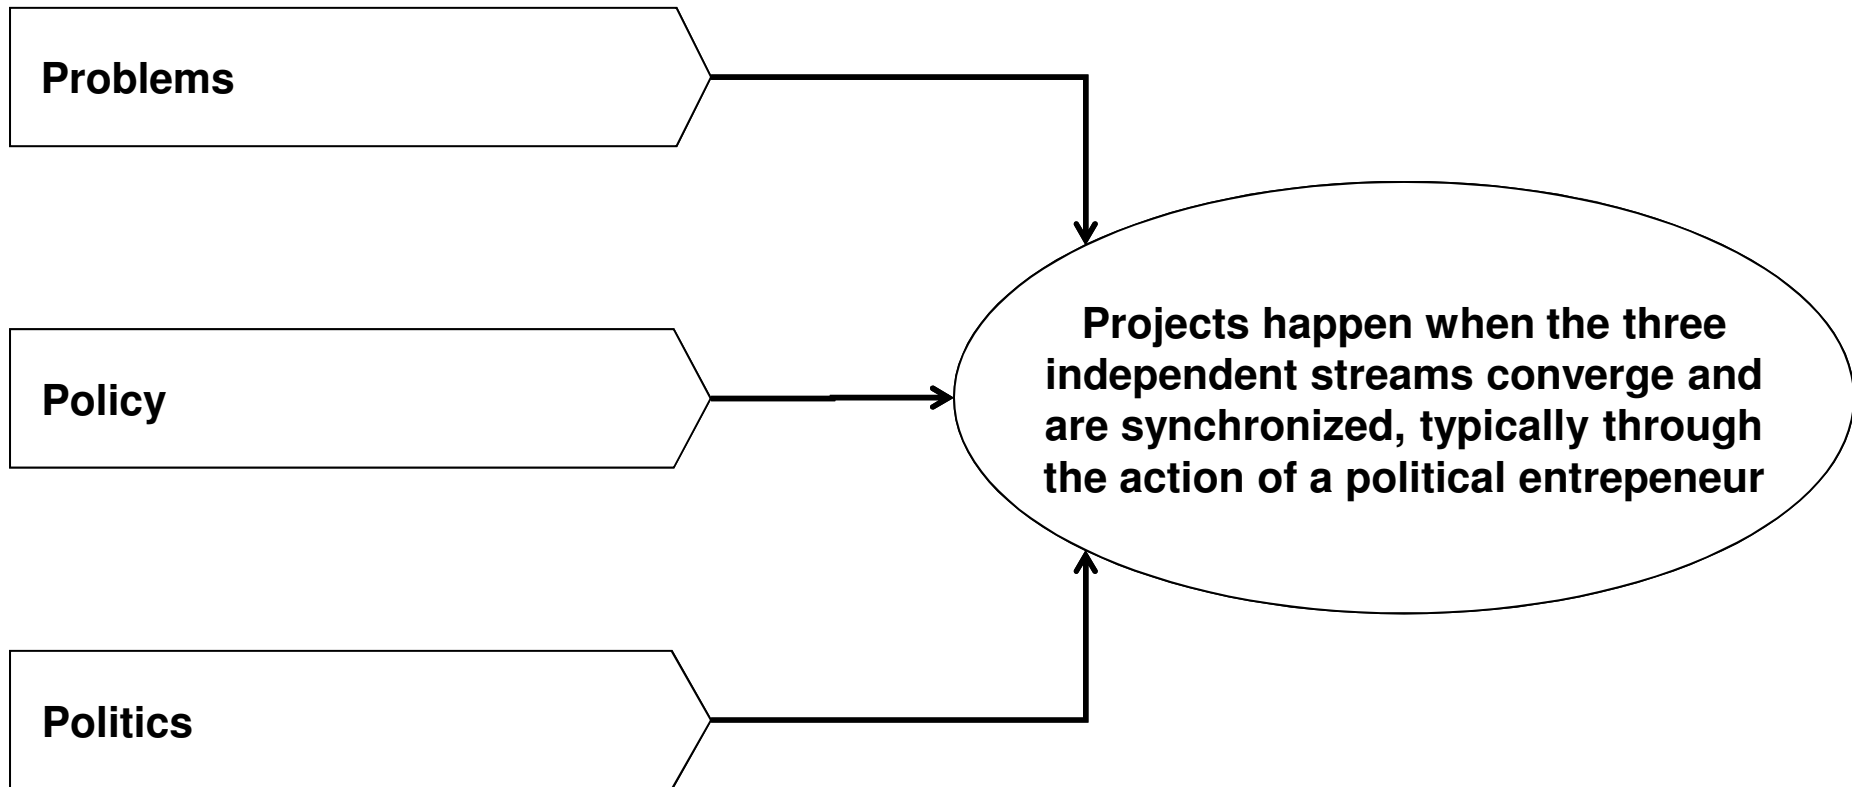 Problems
Policy
Politics
Projects happen when the three
independent streams converge and
are synchronized, typically through
the action of a political entrepeneur